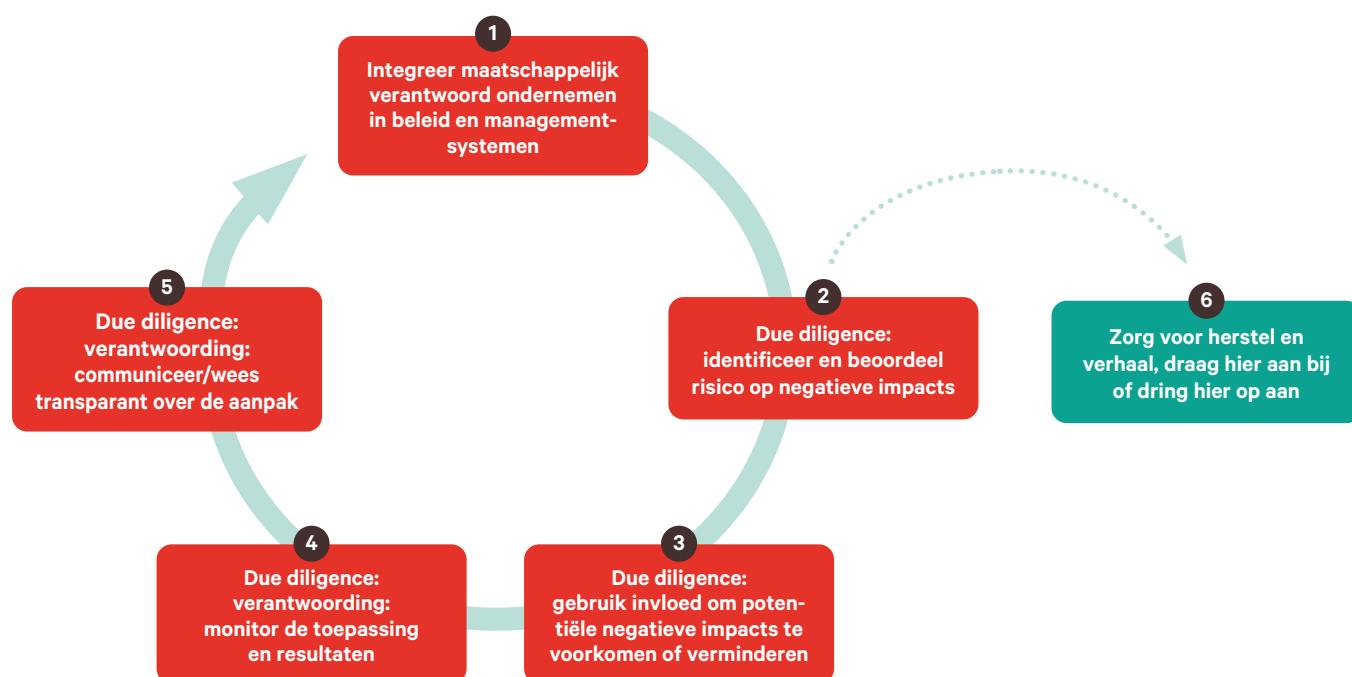 1
Integreer maatschappelijk
verantwoord ondernemen
in beleid en management-
systemen
2
Due diligence:
identificeer en beoordeel
risico op negatieve impacts
3
Due diligence:
gebruik invloed om poten-
tiële negatieve impacts te
voorkomen of verminderen
4
Due diligence:
verantwoording:
monitor de toepassing
en resultaten
5
Due diligence:
verantwoording:
communiceer/wees
transparant over de aanpak
6
Zorg voor herstel en
verhaal, draag hier aan bij
of dring hier op aan